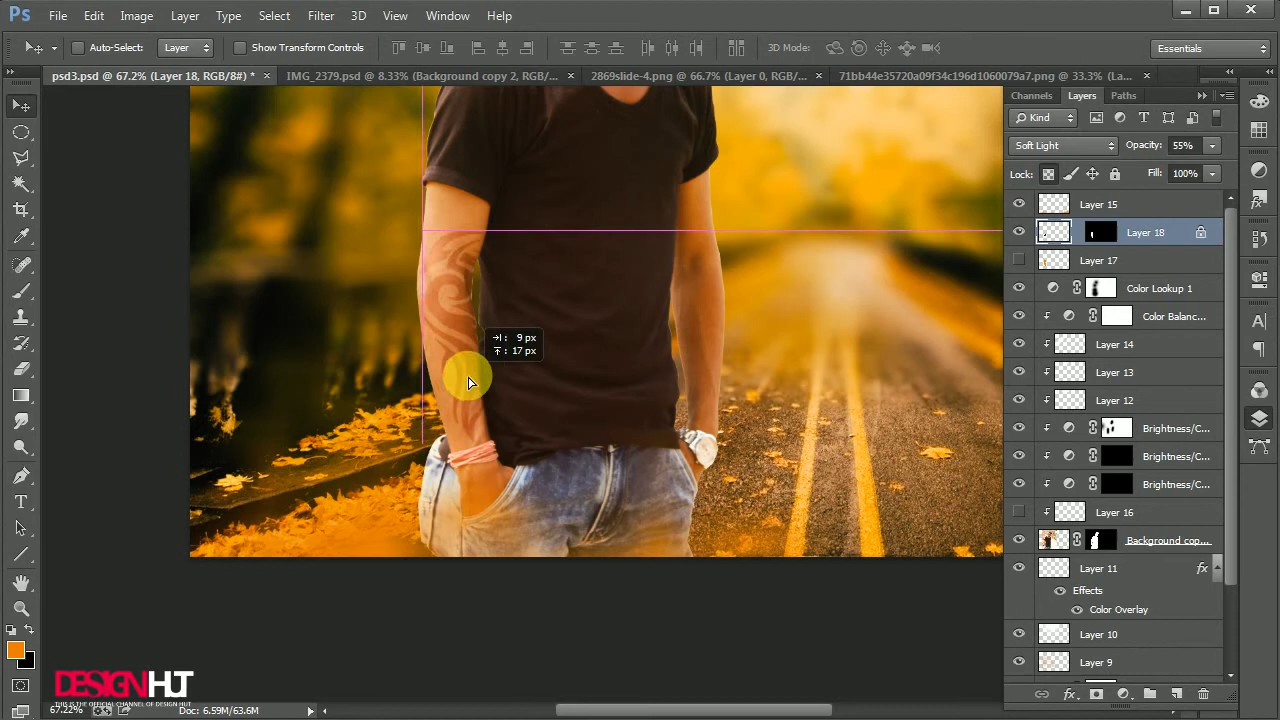 Ps File Edit Image Layer Type Select Filter 3D View Window Help
Auto-Select: Layer Show Transform Controls 3D Mode: Essentials
psd3.psd @ 67.2% (Layer 18, RGB/8#) * × IMG_2379.psd @ 8.33% (Background copy 2, RGB/... × 2869slide-4.png @ 66.7% (Layer 0, RGB/... × 71bb44e35720a09f34c196d1060079a7.png @ 33.3% (La... ×
Channels Layers Paths
Kind
Soft Light Opacity: 55%
Lock: Fill: 100%
Layer 15
Layer 18
Layer 17
Color Lookup 1
Color Balanc...
Layer 14
Layer 13
Layer 12
Brightness/C...
Brightness/C...
Brightness/C...
Layer 16
Background cop...
Layer 11 fx
Effects
Color Overlay
Layer 10
Layer 9
9 px
17 px
DESIGN HUT
THIS IS THE OFFICIAL CHANNEL OF DESIGN HUT
67.22% Doc: 6.59M/63.6M